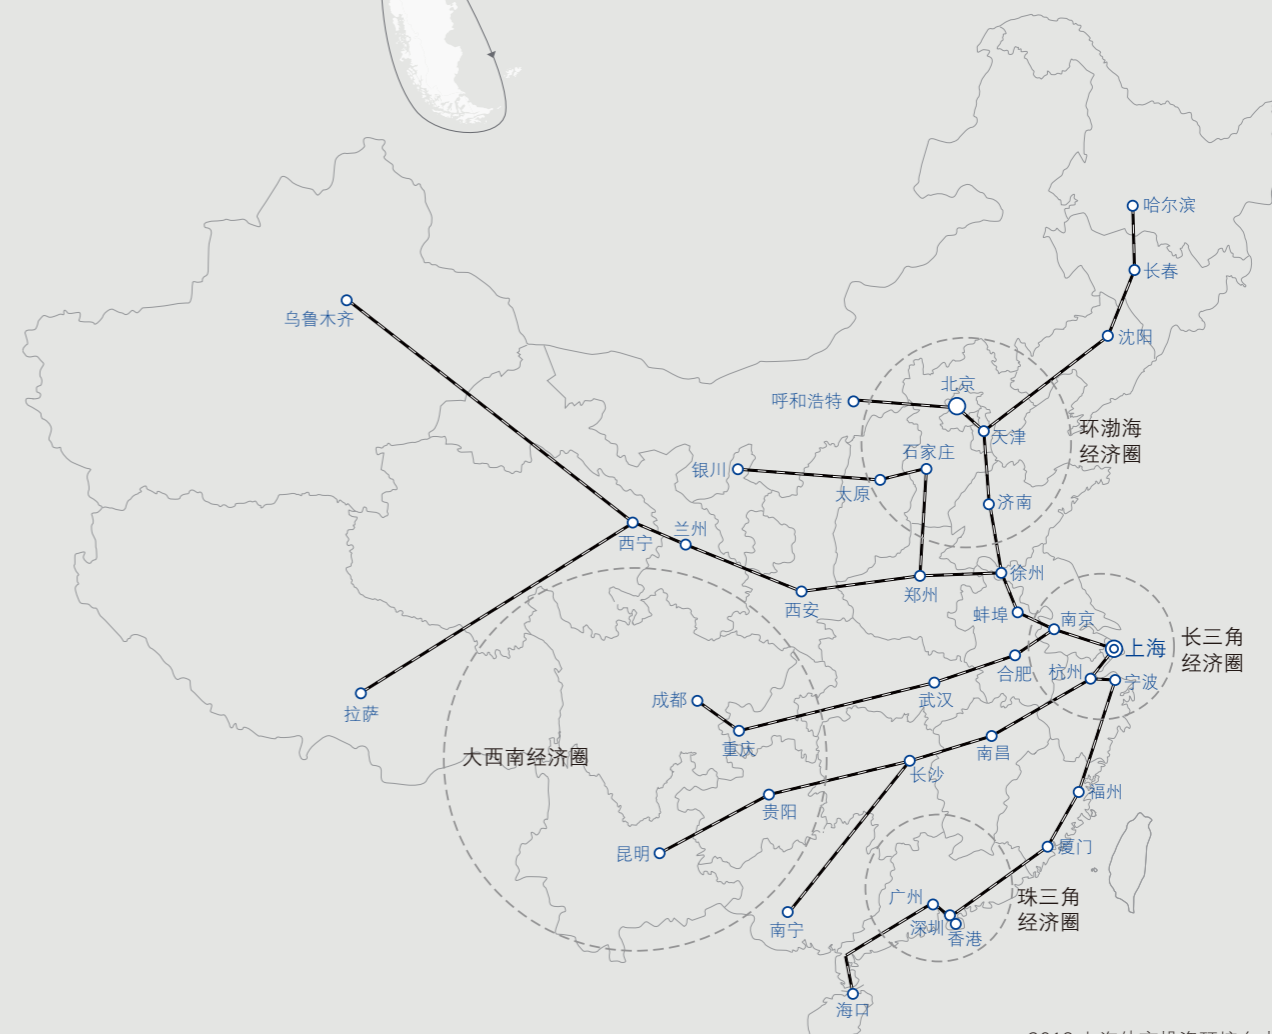 哈尔滨
长春
乌鲁木齐
沈阳
北京
呼和浩特
环渤海
经济圈
天津
石家庄
银川
太原
济南
兰州
西宁
徐州
郑州
西安
蚌埠
南京
长三角
经济圈
上海
合肥
杭州
宁波
成都
武汉
拉萨
重庆
南昌
大西南经济圈
长沙
福州
贵阳
厦门
昆明
广州
珠三角
经济圈
深圳
南宁
香港
海口